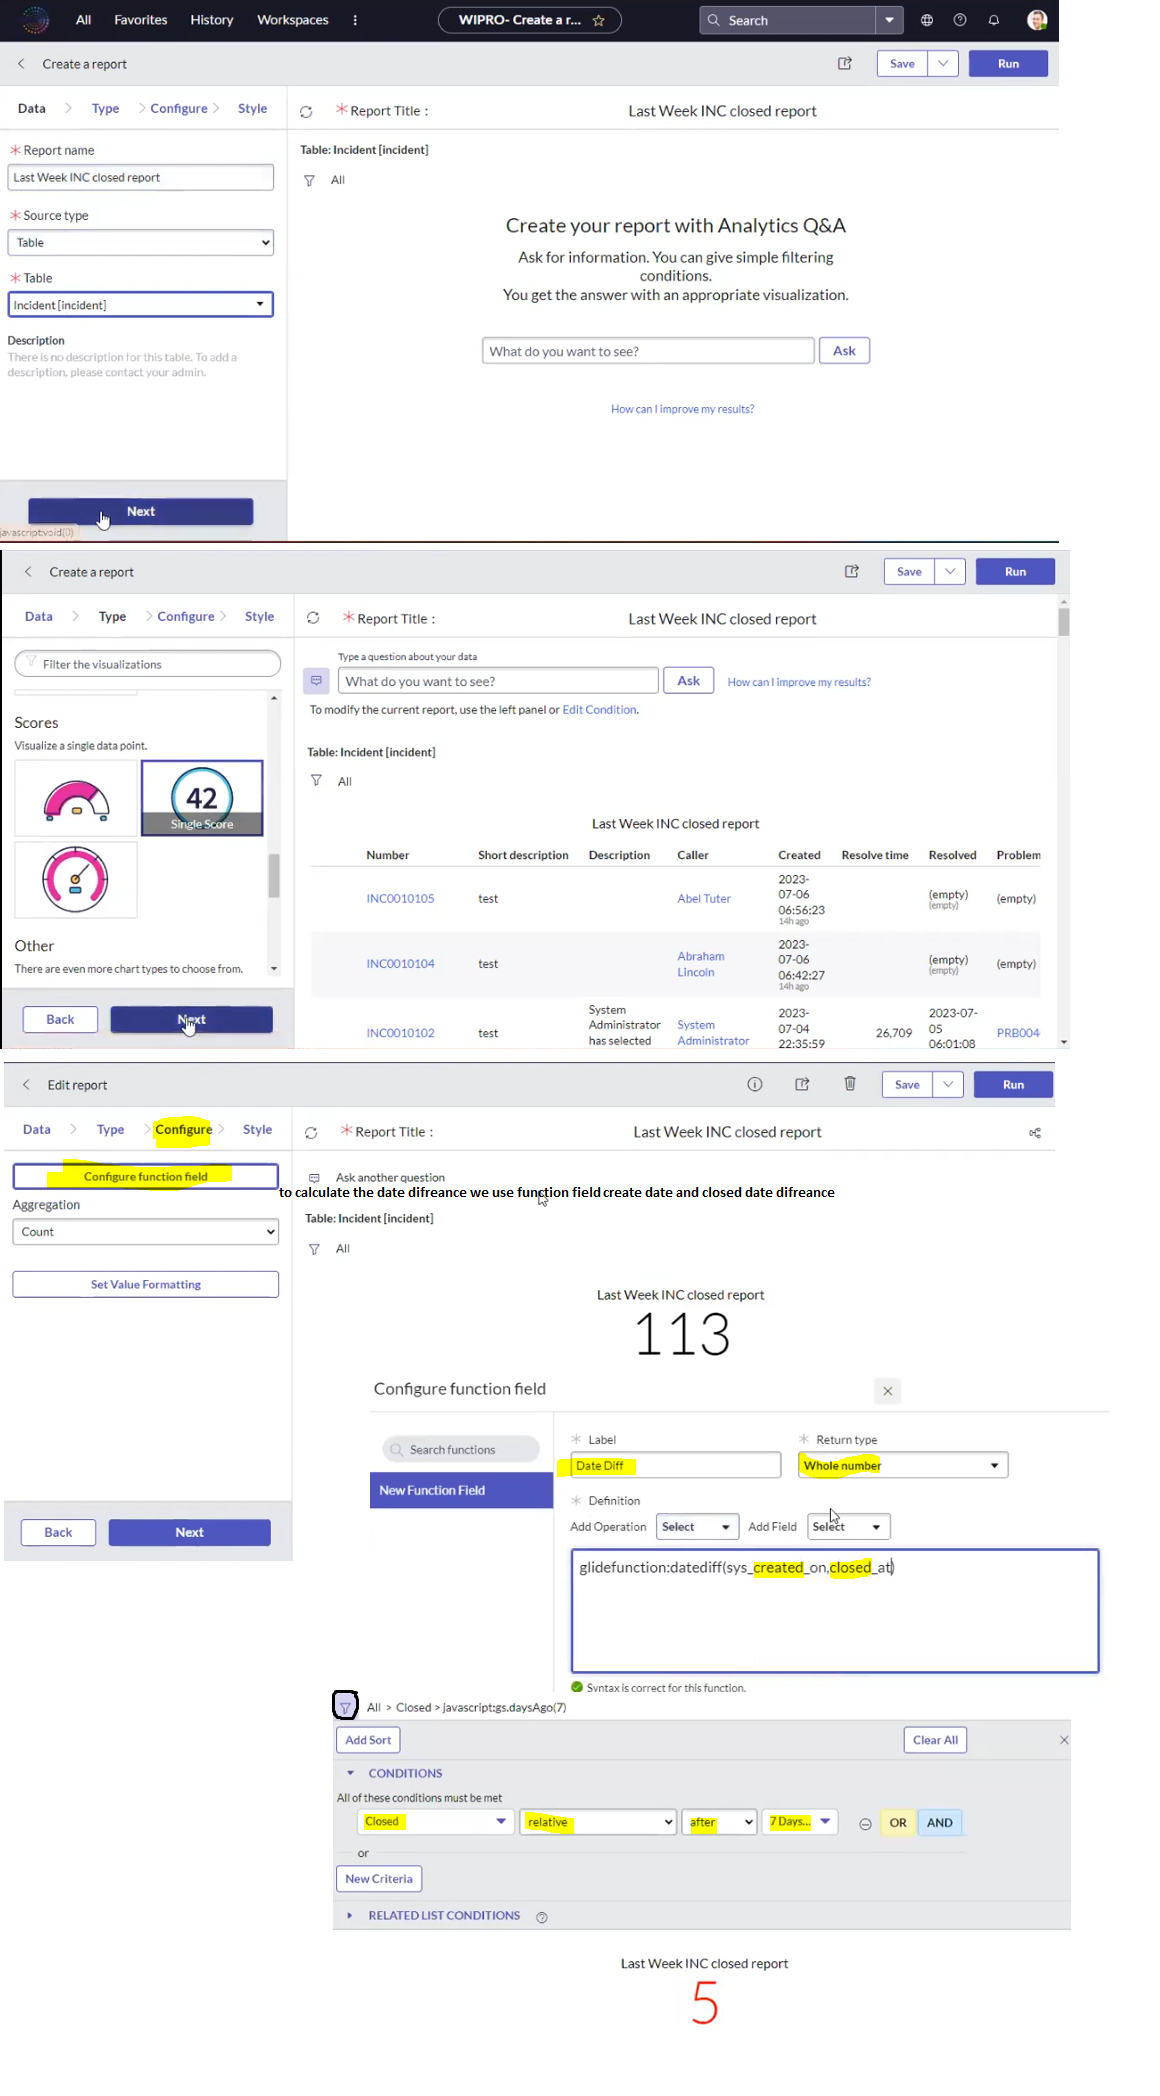 All Favorites History Workspaces WIPRO- Create a r... Search
Create a report Save Run
Data Type Configure Style
* Report Title : Last Week INC closed report
* Report name
Last Week INC closed report
* Source type
Table
* Table
Incident [incident]
Description
There is no description for this table. To add a
description, please contact your admin.
Next
javascript:void(0)
Table: Incident [incident]
All
Create your report with Analytics Q&A
Ask for information. You can give simple filtering
conditions.
You get the answer with an appropriate visualization.
What do you want to see? Ask
How can I improve my results?
Create a report Save Run
Data Type Configure Style
* Report Title : Last Week INC closed report
Filter the visualizations
Scores
Visualize a single data point.
42
Single Score
Other
There are even more chart types to choose from.
Back Next
Type a question about your data
What do you want to see? Ask How can I improve my results?
To modify the current report, use the left panel or Edit Condition.
Table: Incident [incident]
All
Last Week INC closed report
Number Short description Description Caller Created Resolve time Resolved Problem
INC0010105 test Abel Tuter 2023-07-06 06:56:23 14h ago (empty) (empty) (empty)
INC0010104 test Abraham Lincoln 2023-07-06 06:42:27 14h ago (empty) (empty) (empty)
INC0010102 test System Administrator has selected System Administrator 2023-07-04 22:35:59 26,709 2023-07-05 06:01:08 PRB004
Edit report Save Run
Data Type Configure Style
* Report Title : Last Week INC closed report
Configure function field
Aggregation
Count
Set Value Formatting
Back Next
Ask another question
to calculate the date difreance we use function field create date and closed date difreance
Table: Incident [incident]
All
Last Week INC closed report
113
Configure function field
Search functions
New Function Field
* Label * Return type
Date Diff Whole number
* Definition
Add Operation Select Add Field Select
glidefunction:datediff(sys_created_on,closed_at)
Syntax is correct for this function.
All > Closed > javascript:gs.daysAgo(7)
Add Sort Clear All
CONDITIONS
All of these conditions must be met
Closed relative after 7 Days... OR AND
or
New Criteria
RELATED LIST CONDITIONS
Last Week INC closed report
5